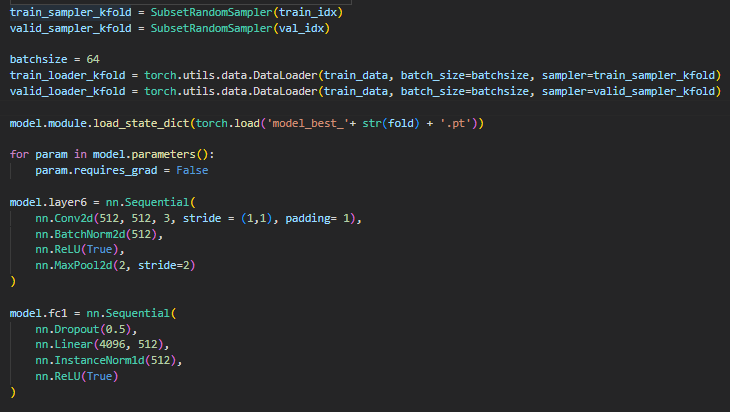 train_sampler_kfold = SubsetRandomSampler(train_idx)
valid_sampler_kfold = SubsetRandomSampler(val_idx)
batchsize = 64
train_loader_kfold = torch.utils.data.DataLoader(train_data, batch_size=batchsize, sampler=train_sampler_kfold)
valid_loader_kfold = torch.utils.data.DataLoader(train_data, batch_size=batchsize, sampler=valid_sampler_kfold)
model.module.load_state_dict(torch.load('model_best_'+ str(fold) + '.pt'))
for param in model.parameters():
    param.requires_grad = False
model.layer6 = nn.Sequential(
    nn.Conv2d(512, 512, 3, stride = (1,1), padding= 1),
    nn.BatchNorm2d(512),
    nn.ReLU(True),
    nn.MaxPool2d(2, stride=2)
)
model.fc1 = nn.Sequential(
    nn.Dropout(0.5),
    nn.Linear(4096, 512),
    nn.InstanceNorm1d(512),
    nn.ReLU(True)
)